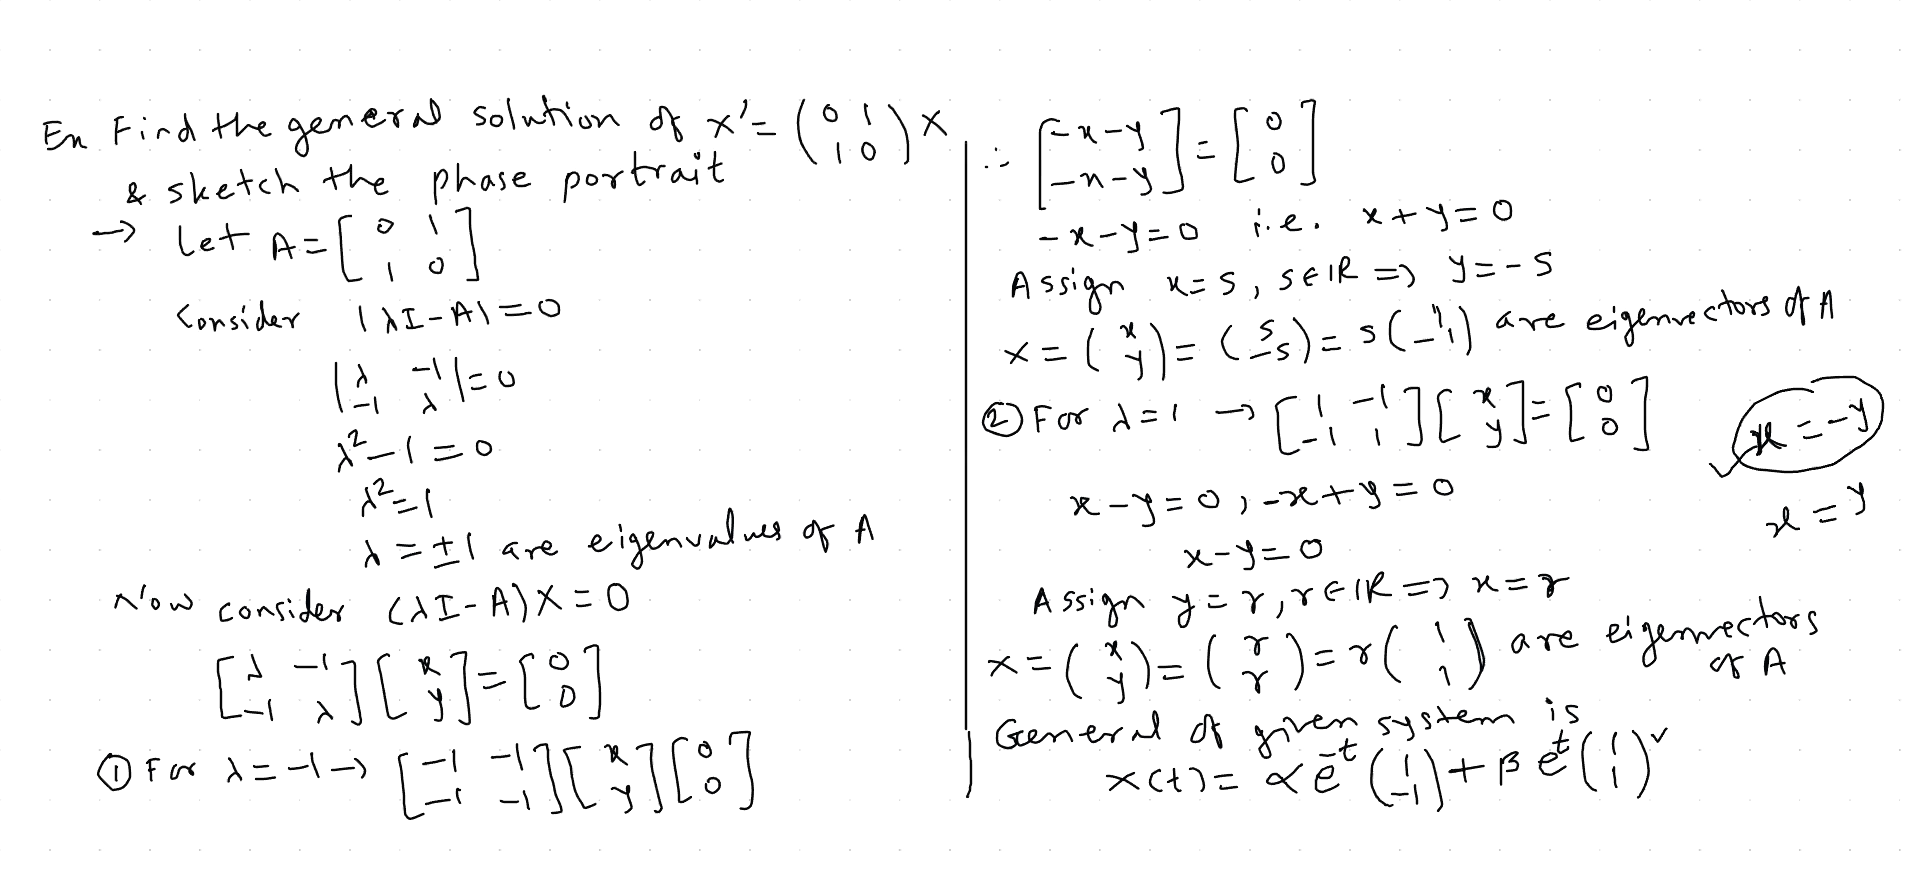 Ex Find the general solution of x' = (0 1 1 0) X
& sketch the phase portrait
→ Let A = [0 1 1 0]
Consider |λI-A| = 0
|λ -1 -1 λ| = 0
λ² - 1 = 0
λ² = 1
λ = ±1 are eigenvalues of A
Now consider (λI-A)X = 0
[λ -1 -1 λ] [x y] = [0 0]
① For λ = -1 → [-1 -1 -1 -1] [x y] [0 0]
∴ [-x-y -x-y] = [0 0]
-x-y=0 i.e. x+y=0
Assign x=s, s∈ℝ ⇒ y=-s
X = (x y) = (s -s) = s(1 -1) are eigenvectors of A
② For λ=1 → [1 -1 -1 1] [x y] = [0 0]
x-y=0, -x+y=0
x-y=0
Assign y=r, r∈ℝ ⇒ x=r
X = (x y) = (r r) = r(1 1) are eigenvectors
of A
General of given system is
X(t) = αe^-t (1 -1) + βe^t (1 1) ✓
✓ x=-y
x=y